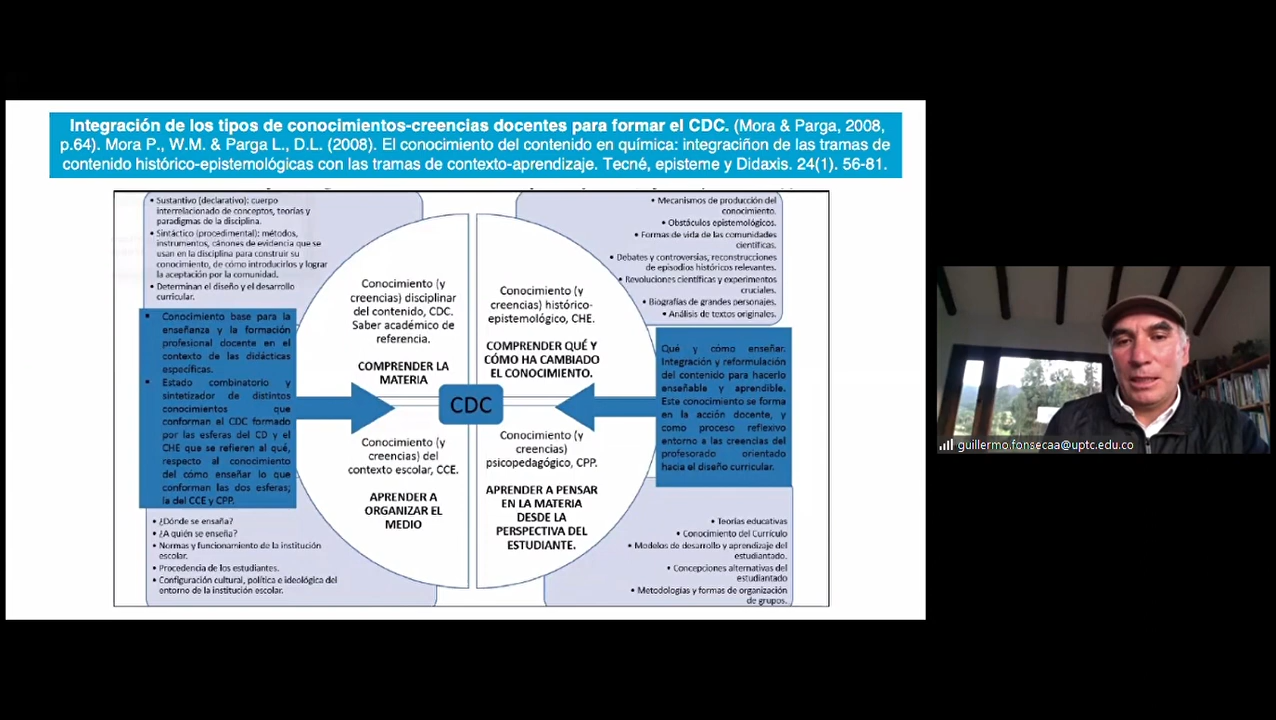 Integración de los tipos de conocimientos-creencias docentes para formar el CDC. (Mora & Parga, 2008,
p.64). Mora P., W.M. & Parga L., D.L. (2008). El conocimiento del contenido en química: integraciñon de las tramas de
contenido histórico-epistemológicas con las tramas de contexto-aprendizaje. Tecné, episteme y Didaxis. 24(1). 56-81.
• Sustantivo (declarativo): cuerpo
interrelacionado de conceptos, teorías y
paradigmas de la disciplina.
• Sintáctico (procedimental): métodos,
instrumentos, cánones de evidencia que se
usan en la disciplina para construir su
conocimiento, de cómo introducirlos y lograr
la aceptación por la comunidad.
• Determinan el diseño y el desarrollo
curricular.
• Mecanismos de producción del
conocimiento.
• Obstáculos epistemológicos.
• Formas de vida de las comunidades
científicas.
• Debates y controversias, reconstrucciones
de episodios históricos relevantes.
• Revoluciones científicas y experimentos
cruciales.
• Biografías de grandes personajes.
• Análisis de textos originales.
Conocimiento (y
creencias) disciplinar
del contenido, CDC.
Saber académico de
referencia.
COMPRENDER LA
MATERIA
Conocimiento (y
creencias) histórico-
epistemológico, CHE.
COMPRENDER QUÉ Y
CÓMO HA CAMBIADO
EL CONOCIMIENTO.
• Conocimiento base para la
enseñanza y la formación
profesional docente en el
contexto de las didácticas
específicas.
• Estado combinatorio y
sintetizador de distintos
conocimientos que
conforman el CDC formado
por las esferas del CD y el
CHE que se refieren al qué,
respecto al conocimiento
del cómo enseñar lo que
conforman las dos esferas;
la del CCE y CPP.
CDC
Qué y cómo enseñar.
Integración y reformulación
del contenido para hacerlo
enseñable y aprendible.
Este conocimiento se forma
en la acción docente, y
como proceso reflexivo
entorno a las creencias del
profesorado orientado
hacia el diseño curricular.
Conocimiento (y
creencias) del
contexto escolar, CCE.
APRENDER A
ORGANIZAR EL
MEDIO
Conocimiento (y
creencias)
psicopedagógico, CPP.
APRENDER A PENSAR
EN LA MATERIA
DESDE LA
PERSPECTIVA DEL
ESTUDIANTE.
• ¿Dónde se ensaña?
• ¿A quién se enseña?
• Normas y funcionamiento de la institución
escolar.
• Procedencia de los estudiantes.
• Configuración cultural, política e ideológica del
entorno de la institución escolar.
• Teorías educativas
• Conocimiento del Currículo
• Modelos de desarrollo y aprendizaje del
estudiantado.
• Concepciones alternativas del
estudiantado
• Metodologías y formas de organización
de grupos.
guillermo.fonsecaa@uptc.edu.co